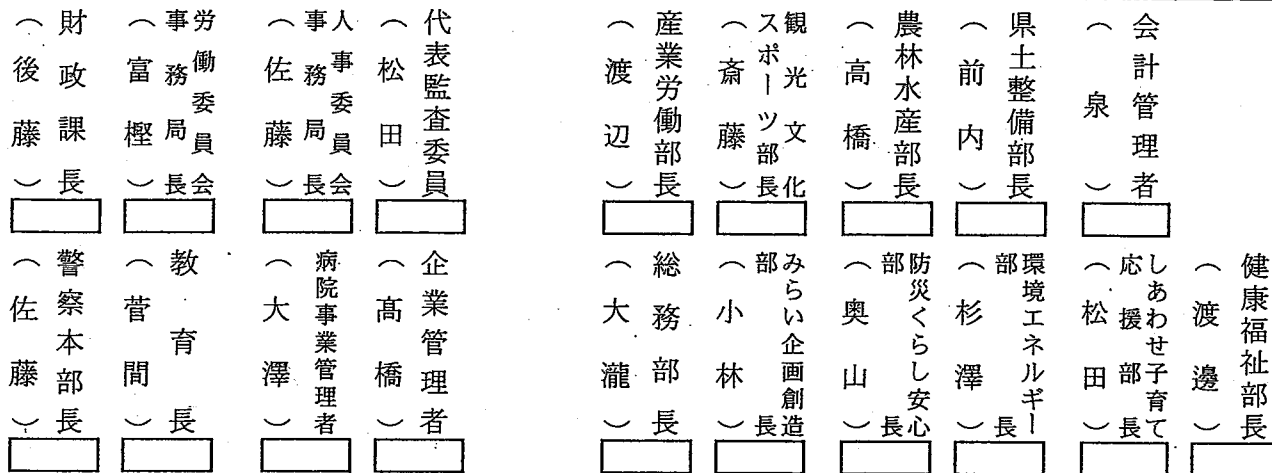 会計管理者
（泉）
県土整備部長
（前内）
農林水産部長
（高橋）
観光文化
スポーツ部長
（斎藤）
産業労働部長
（渡辺）
代表監査委員
（松田）
人事委員会
事務局長
（佐藤）
労働委員会
事務局長
（富樫）
財政課長
（後藤）
健康福祉部長
（渡邊）
しあわせ子育て
応援部長
（松田）
環境エネルギー
部長
（杉澤）
防災くらし安心
部長
（奥山）
みらい企画創造
部長
（小林）
総務部長
（大瀧）
企業管理者
（髙橋）
病院事業管理者
（大澤）
教育長
（菅間）
警察本部長
（佐藤）